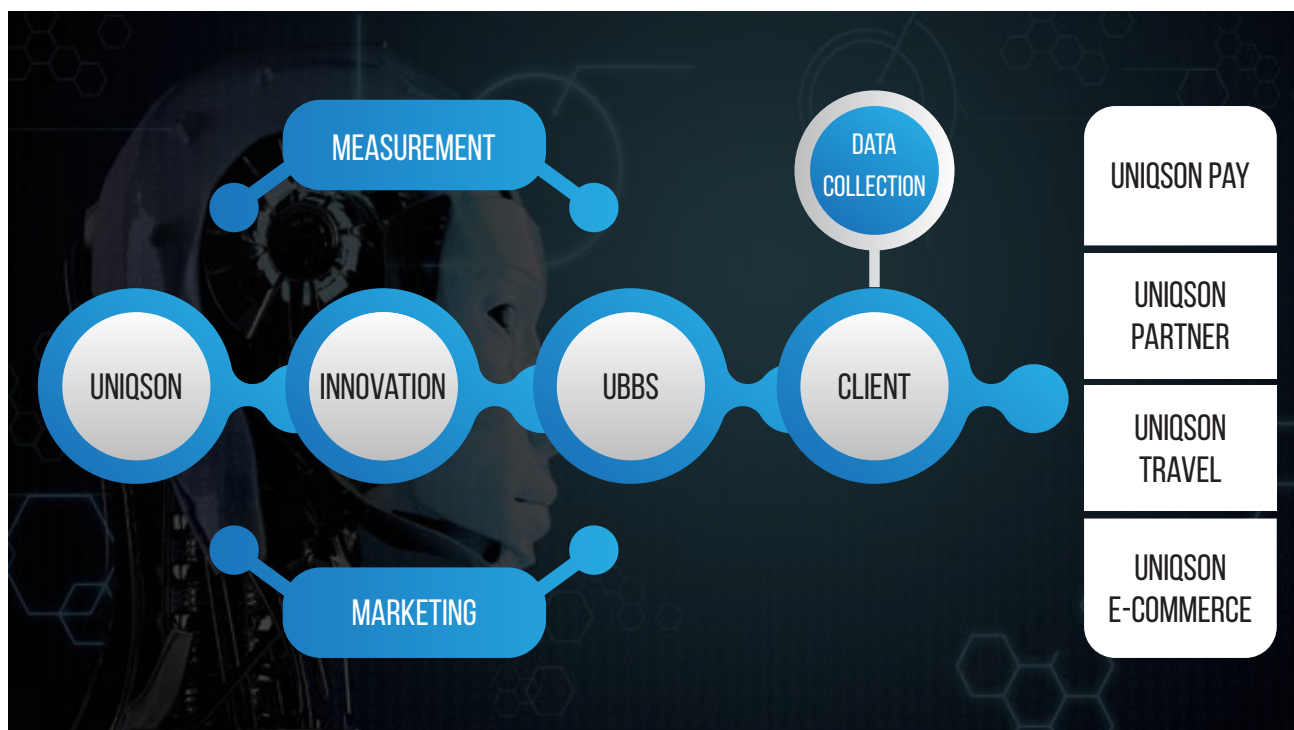 MEASUREMENT
DATA
COLLECTION
UNIQSON PAY
UNIQSON
PARTNER
UNIQSON
INNOVATION
UBBS
CLIENT
UNIQSON
TRAVEL
MARKETING
UNIQSON
E-COMMERCE